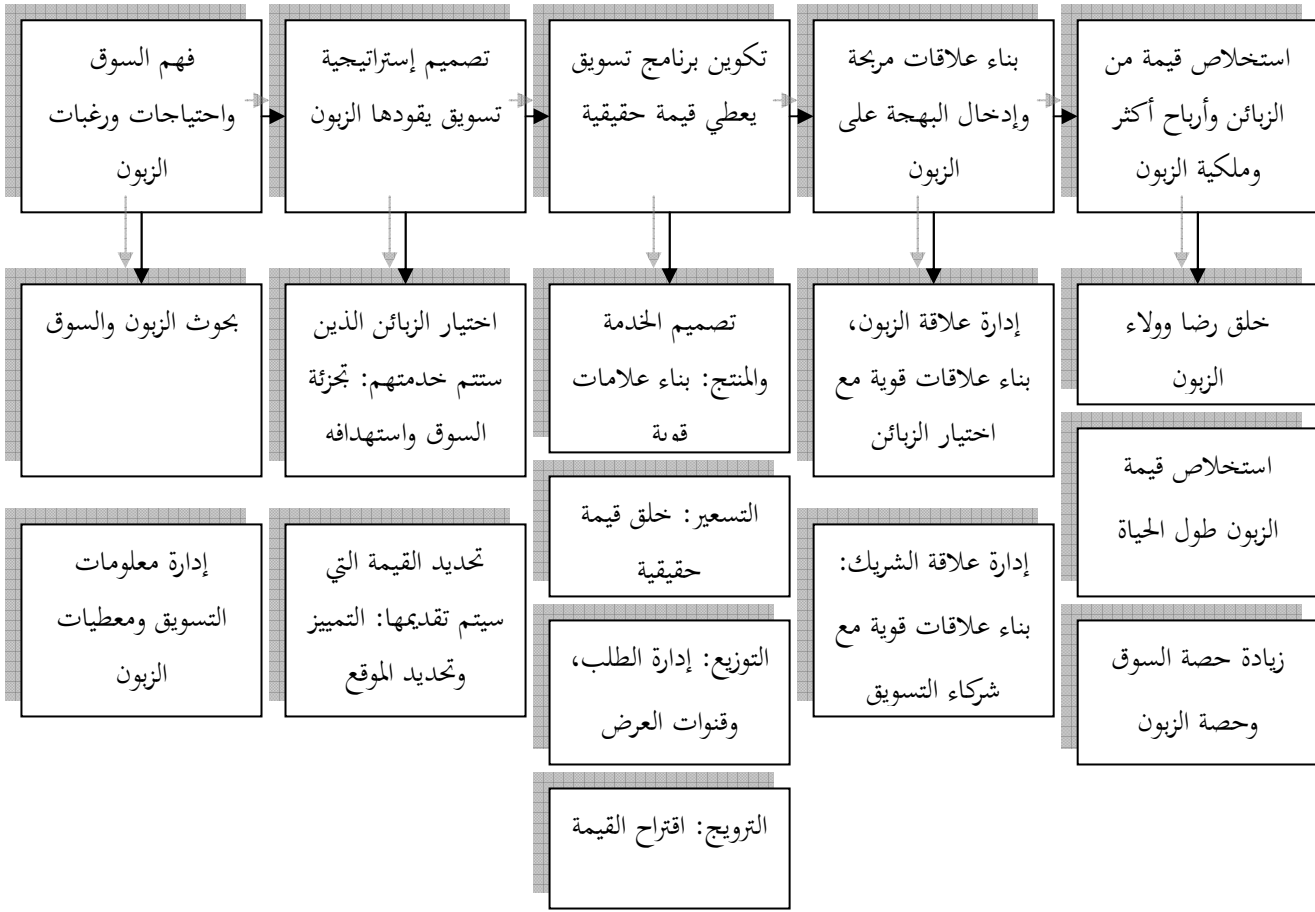 فهم السوق
واحتياجات ورغبات
الزبون
تصميم إستراتيجية
تسويق يقودها الزبون
تكوين برنامج تسويق
يعطي قيمة حقيقية
بناء علاقات مربحة
وإدخال البهجة على
الزبون
استخلاص قيمة من
الزبائن وأرباح أكثر
وملكية الزبون
بحوث الزبون والسوق
إدارة معلومات
التسويق ومعطيات
الزبون
اختيار الزبائن الذين
ستتم خدمتهم: تجزئة
السوق واستهدافه
تحديد القيمة التي
سيتم تقديمها: التمييز
وتحديد الموقع
تصميم الخدمة
والمنتج: بناء علامات
قوية
التسعير: خلق قيمة
حقيقية
التوزيع: إدارة الطلب،
وقنوات العرض
الترويج: اقتراح القيمة
إدارة علاقة الزبون،
بناء علاقات قوية مع
اختيار الزبائن
إدارة علاقة الشريك:
بناء علاقات قوية مع
شركاء التسويق
خلق رضا وولاء
الزبون
استخلاص قيمة
الزبون طول الحياة
زيادة حصة السوق
وحصة الزبون